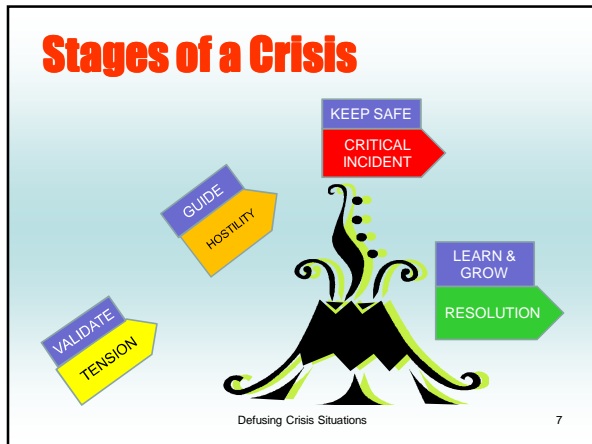 Stages of a Crisis
KEEP SAFE
CRITICAL
INCIDENT
GUIDE
HOSTILITY
LEARN &
GROW
RESOLUTION
VALIDATE
TENSION
Defusing Crisis Situations
7